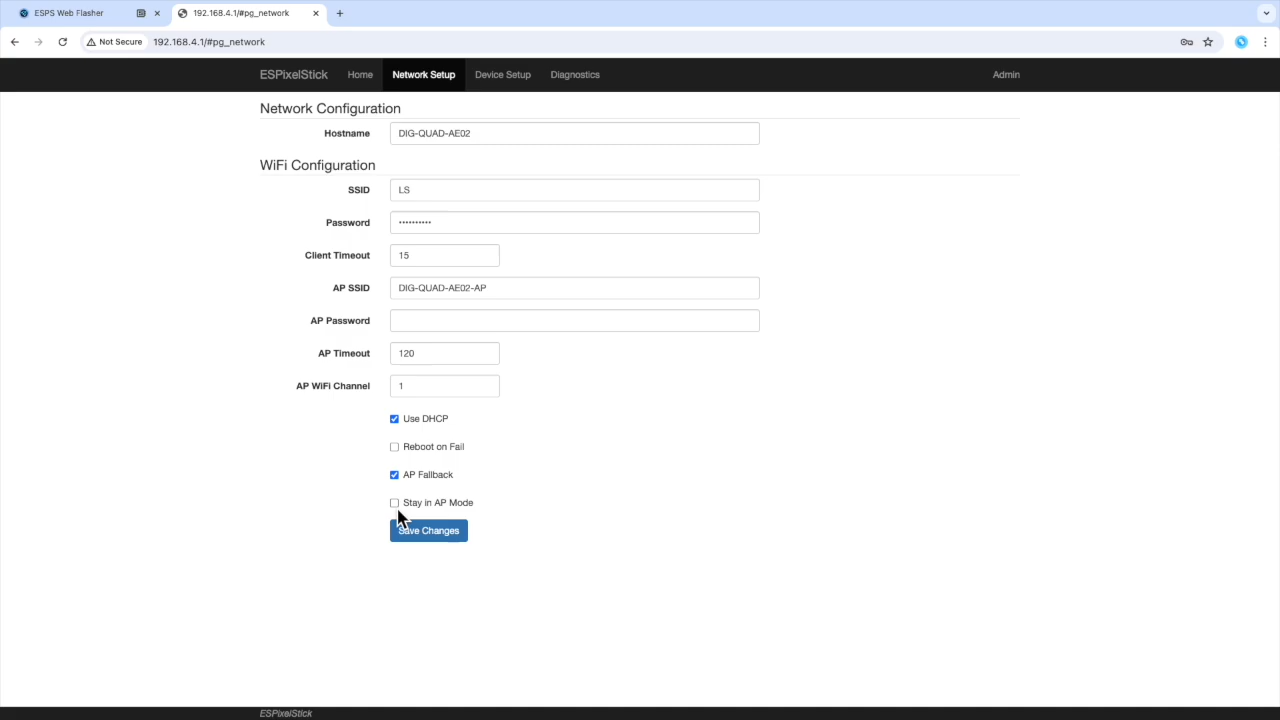 ESPS Web Flasher
192.168.4.1/#pg_network
Not Secure
192.168.4.1/#pg_network
ESPixelStick Home Network Setup Device Setup Diagnostics Admin
Network Configuration
Hostname DIG-QUAD-AE02
WiFi Configuration
SSID LS
Password ••••••••••
Client Timeout 15
AP SSID DIG-QUAD-AE02-AP
AP Password
AP Timeout 120
AP WiFi Channel 1
Use DHCP
Reboot on Fail
AP Fallback
Stay in AP Mode
Save Changes
ESPixelStick